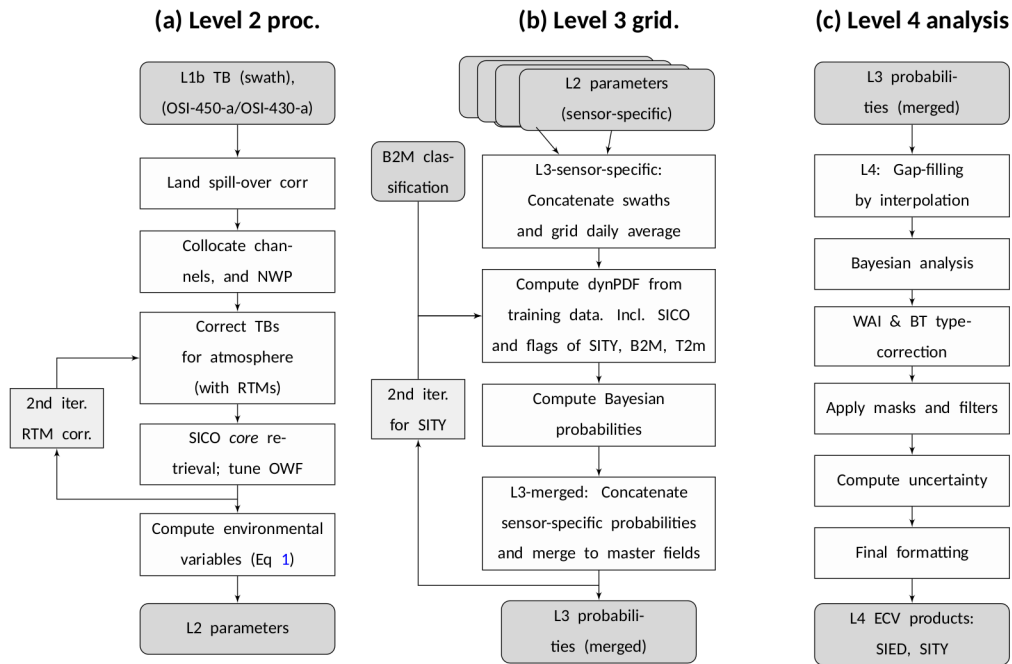 (a) Level 2 proc.
L1b TB (swath),
(OSI-450-a/OSI-430-a)
Land spill-over corr
Collocate chan-
nels, and NWP
Correct TBs
for atmosphere
(with RTMs)
2nd iter.
RTM corr.
SICO core re-
trieval; tune OWF
Compute environmental
variables (Eq 1)
L2 parameters
(b) Level 3 grid.
L2 parameters
(sensor-specific)
B2M clas-
sification
L3-sensor-specific:
Concatenate swaths
and grid daily average
Compute dynPDF from
training data. Incl. SICO
and flags of SITY, B2M, T2m
2nd iter.
for SITY
Compute Bayesian
probabilities
L3-merged: Concatenate
sensor-specific probabilities
and merge to master fields
L3 probabili-
ties (merged)
(c) Level 4 analysis
L3 probabili-
ties (merged)
L4: Gap-filling
by interpolation
Bayesian analysis
WAI & BT type-
correction
Apply masks and filters
Compute uncertainty
Final formatting
L4 ECV products:
SIED, SITY